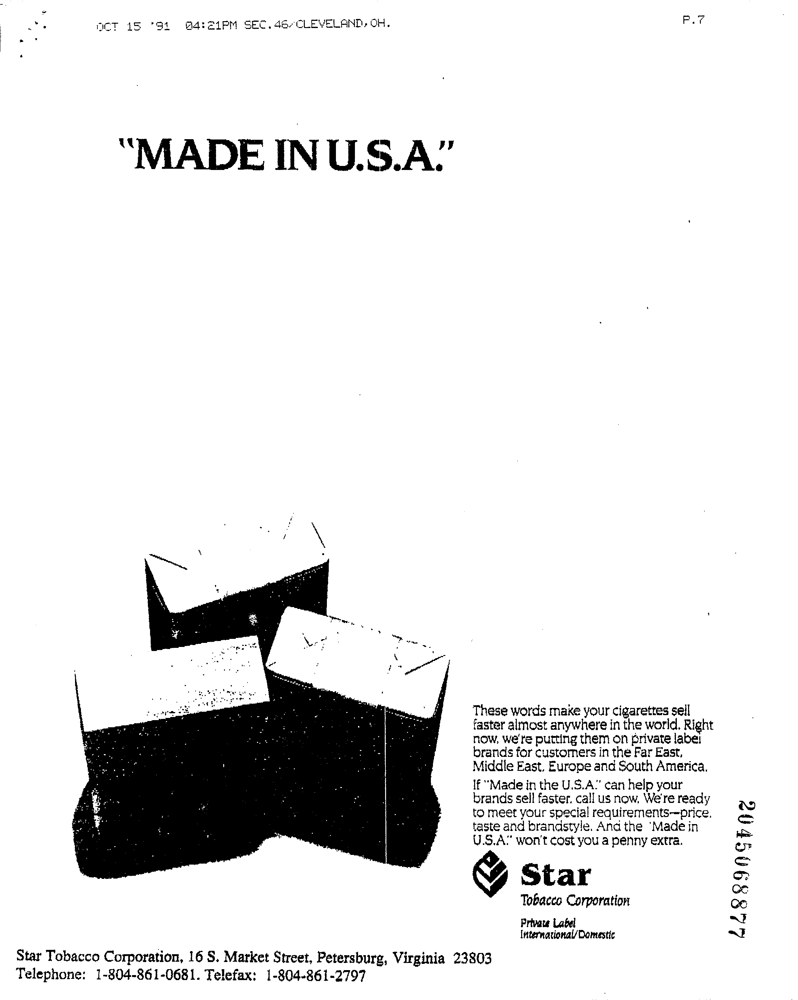 OCT 15 '91 04:21PM SEC.46/CLEVELAND,OH.
P.7
"MADE IN U.S.A."
These words make your cigarettes sell
faster almost anywhere in the world. Right
now, we're putting them on private label
brands for customers in the Far East,
Middle East, Europe and South America.
If "Made in the U.S.A." can help your
brands sell faster, call us now. We're ready
to meet your special requirements—price,
taste and brandstyle. And the "Made in
U.S.A." won't cost you a penny extra.
Star
Tobacco Corporation
Private Label
International/Domestic
2045068877
Star Tobacco Corporation, 16 S. Market Street, Petersburg, Virginia 23803
Telephone: 1-804-861-0681. Telefax: 1-804-861-2797